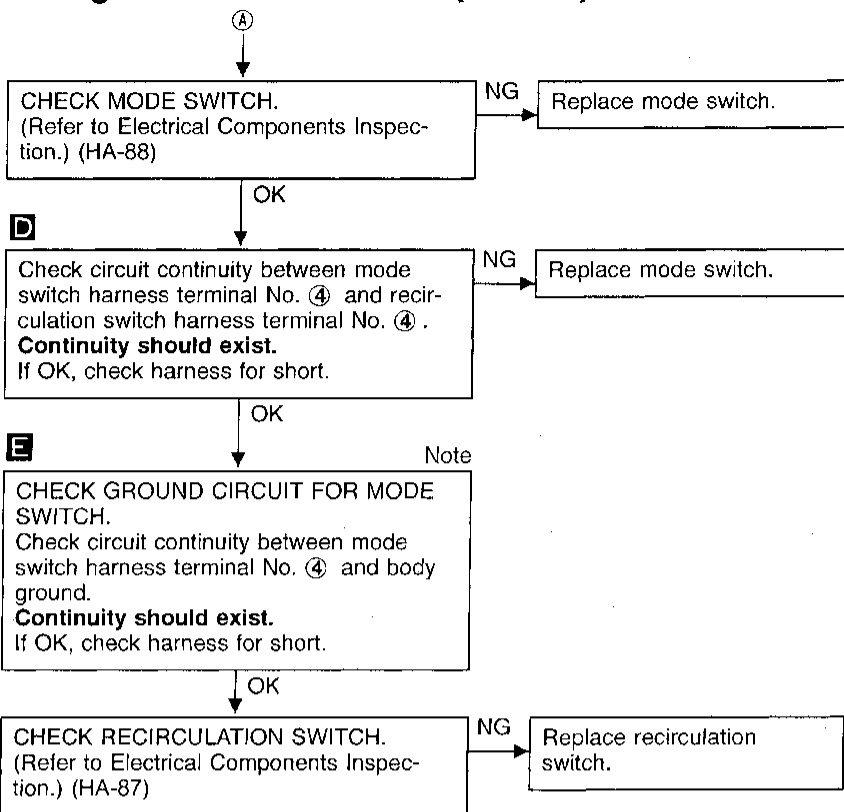 Ⓐ
CHECK MODE SWITCH.
(Refer to Electrical Components Inspec-
tion.) (HA-88)
NG
Replace mode switch.
OK
D
Check circuit continuity between mode
switch harness terminal No. ④ and recir-
culation switch harness terminal No. ④ .
Continuity should exist.
If OK, check harness for short.
NG
Replace mode switch.
OK
E
Note
CHECK GROUND CIRCUIT FOR MODE
SWITCH.
Check circuit continuity between mode
switch harness terminal No. ④ and body
ground.
Continuity should exist.
If OK, check harness for short.
OK
CHECK RECIRCULATION SWITCH.
(Refer to Electrical Components Inspec-
tion.) (HA-87)
NG
Replace recirculation
switch.